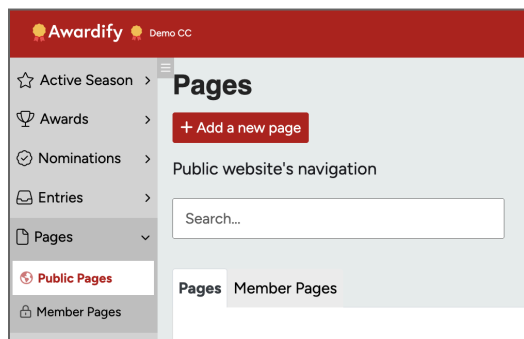 Awardify Demo CC
Active Season
Pages
Awards
+ Add a new page
Nominations
Public website's navigation
Entries
Search...
Pages
Public Pages
Pages Member Pages
Member Pages